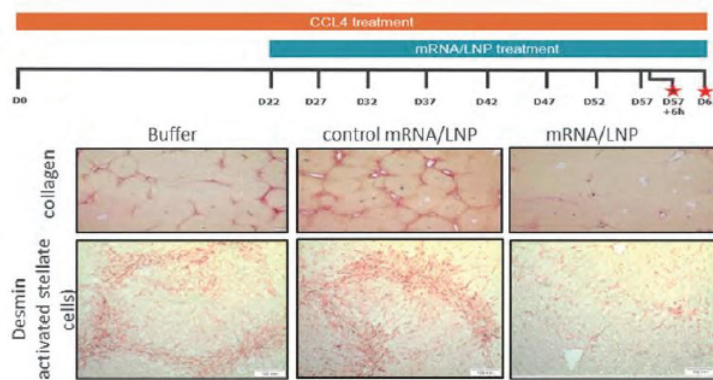 CCL4 treatment
mRNA/LNP treatment
D0 D22 D27 D32 D37 D42 D47 D52 D57 D57 D6
+6h
Buffer control mRNA/LNP mRNA/LNP
collagen
Desmin
activated stellate
cells)